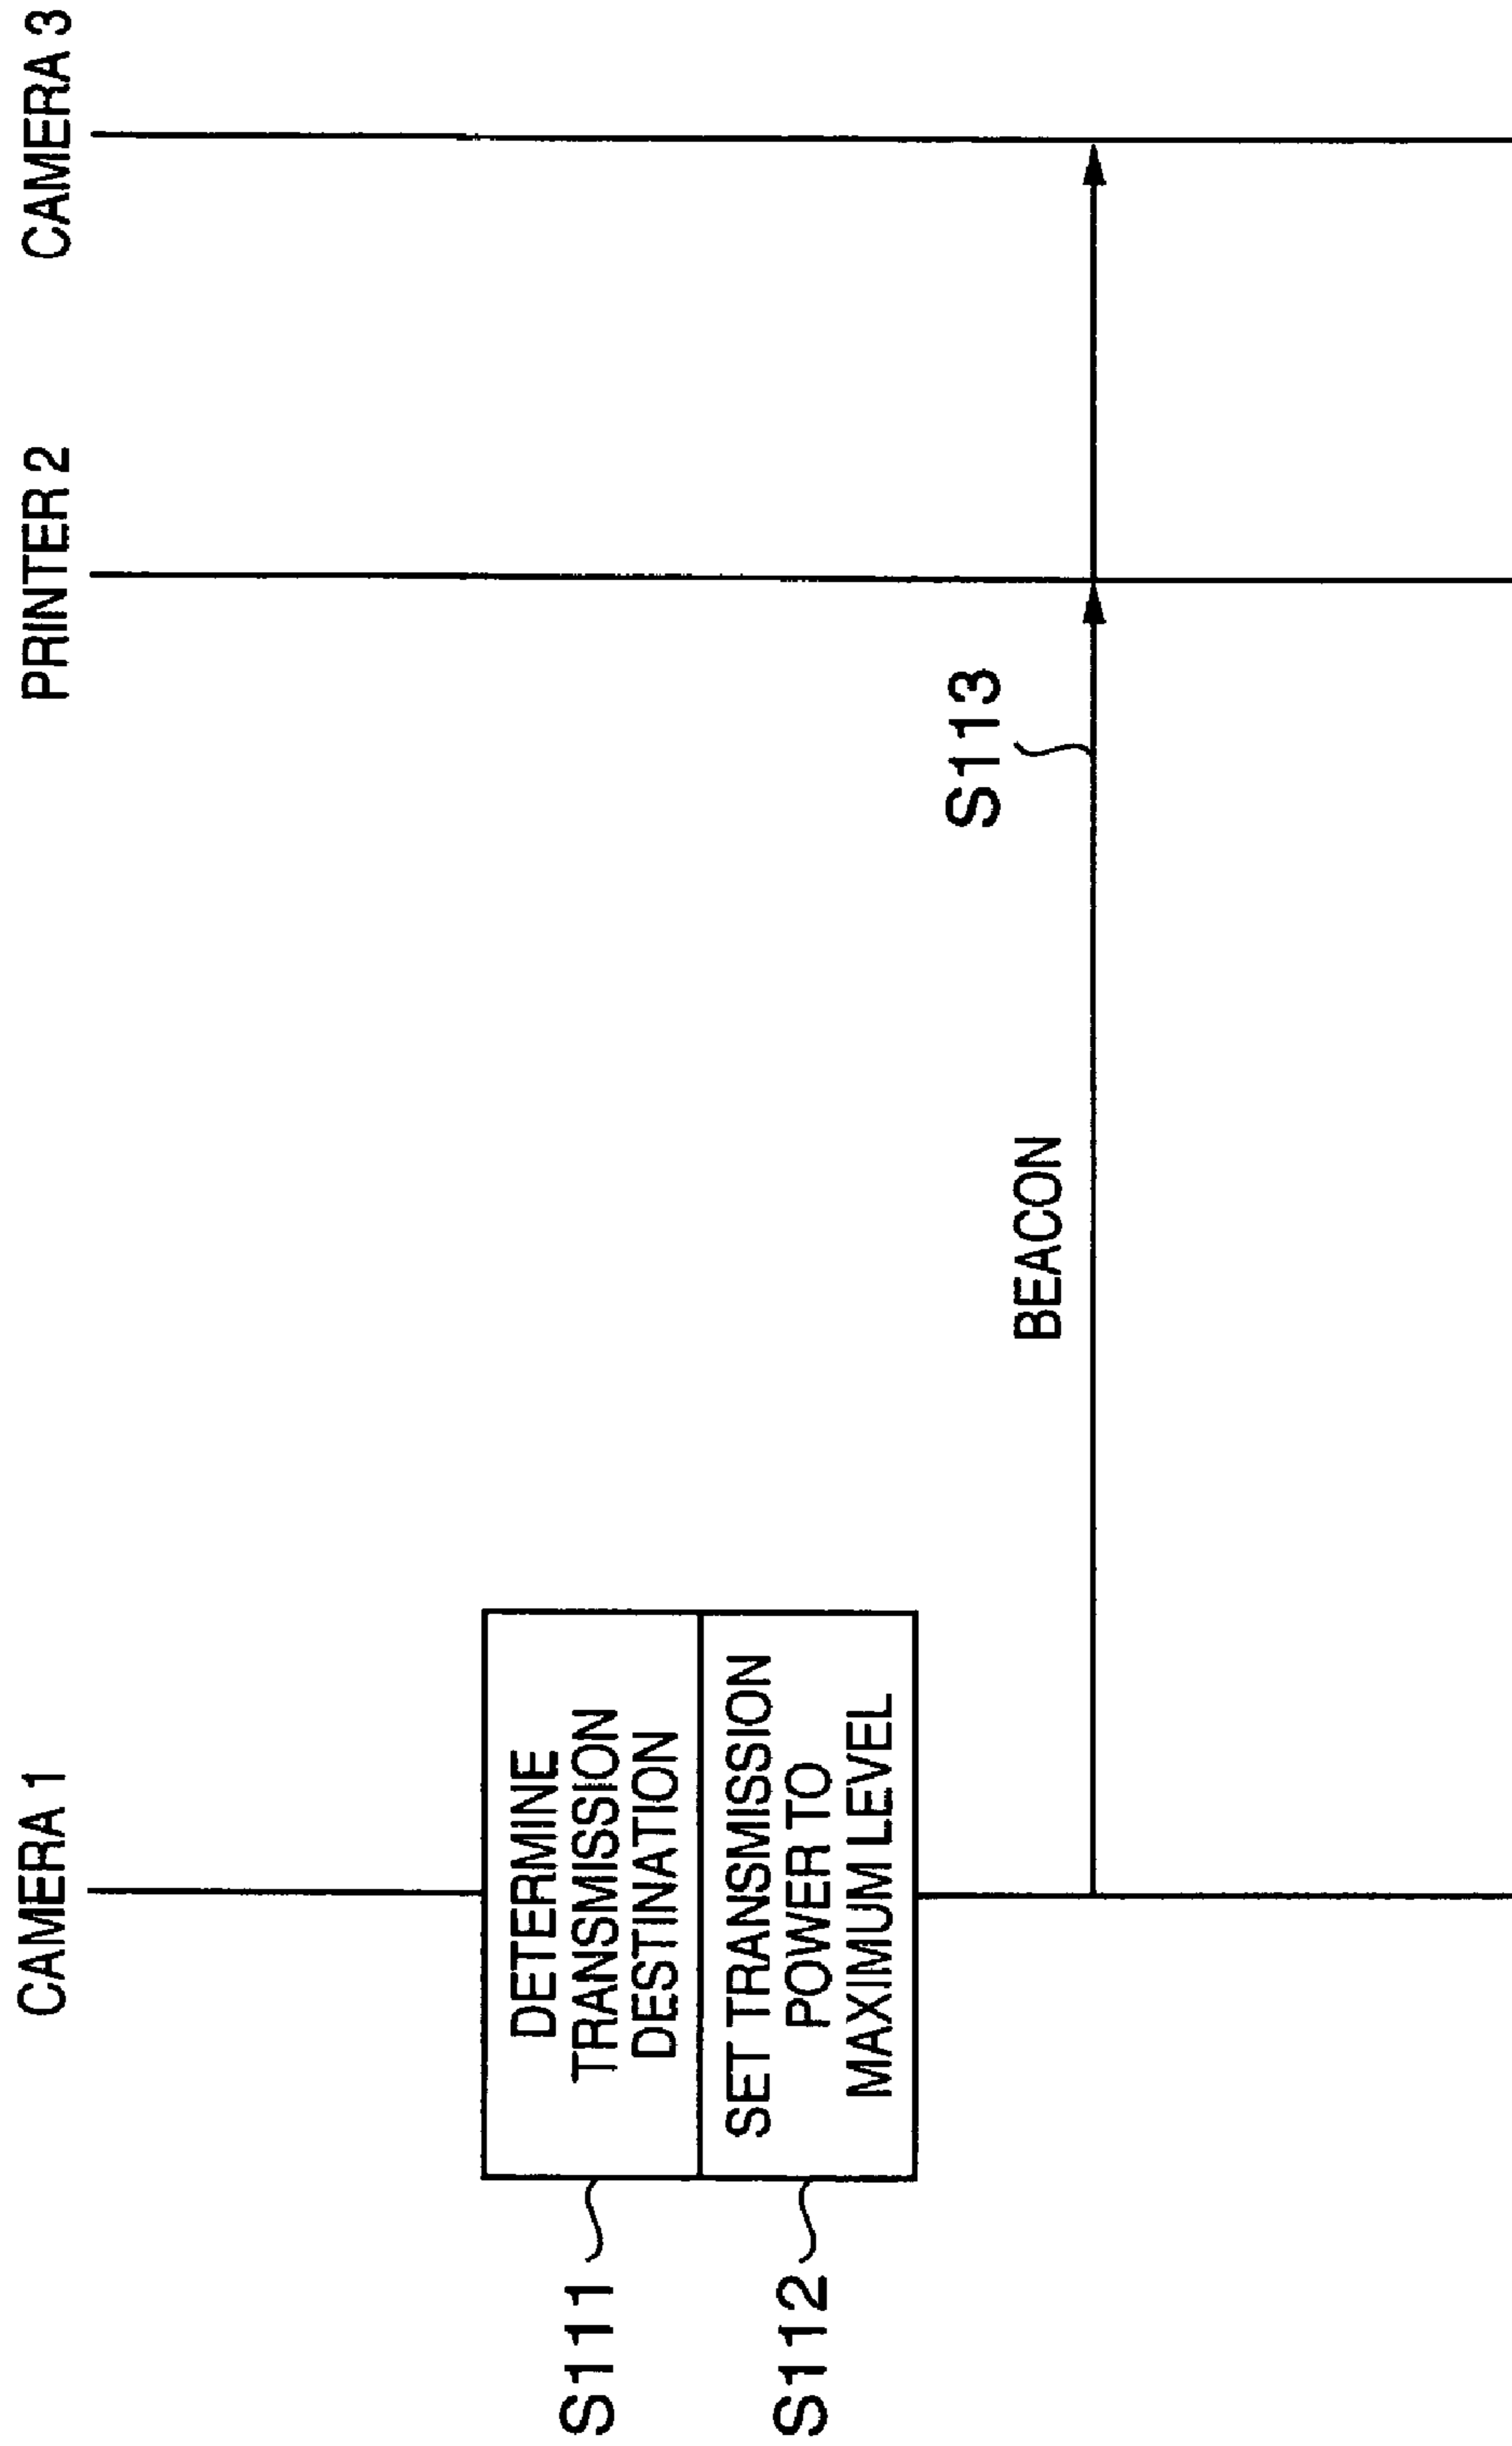 CAMERA 1
PRINTER 2
CAMERA 3
S111
DETERMINE
TRANSMISSION
DESTINATION
S112
SET TRANSMISSION
POWER TO
MAXIMUM LEVEL
S113
BEACON